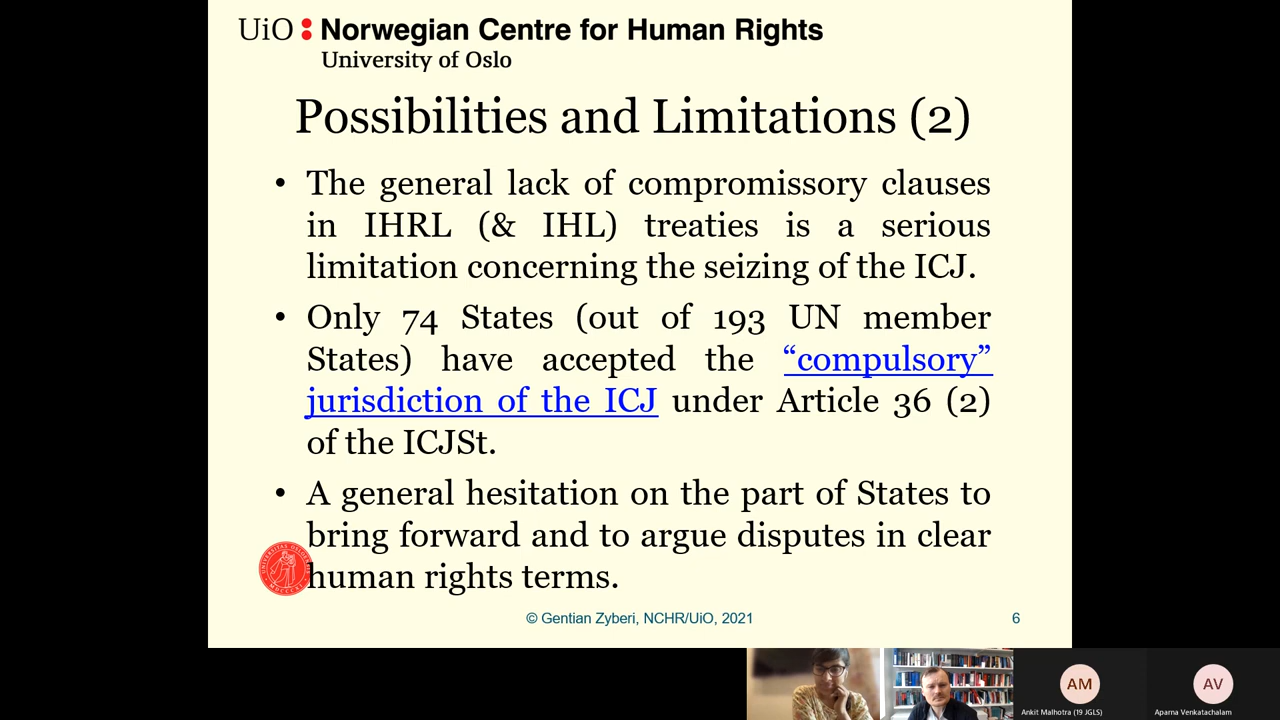 UiO Norwegian Centre for Human Rights
University of Oslo
Possibilities and Limitations (2)
• The general lack of compromissory clauses
in IHRL (& IHL) treaties is a serious
limitation concerning the seizing of the ICJ.
• Only 74 States (out of 193 UN member
States) have accepted the “compulsory”
jurisdiction of the ICJ under Article 36 (2)
of the ICJSt.
• A general hesitation on the part of States to
bring forward and to argue disputes in clear
human rights terms.
© Gentian Zyberi, NCHR/UiO, 2021
6
AM
AV
Ankit Malhotra (19 JGLS)
Aparna Venkatachalam